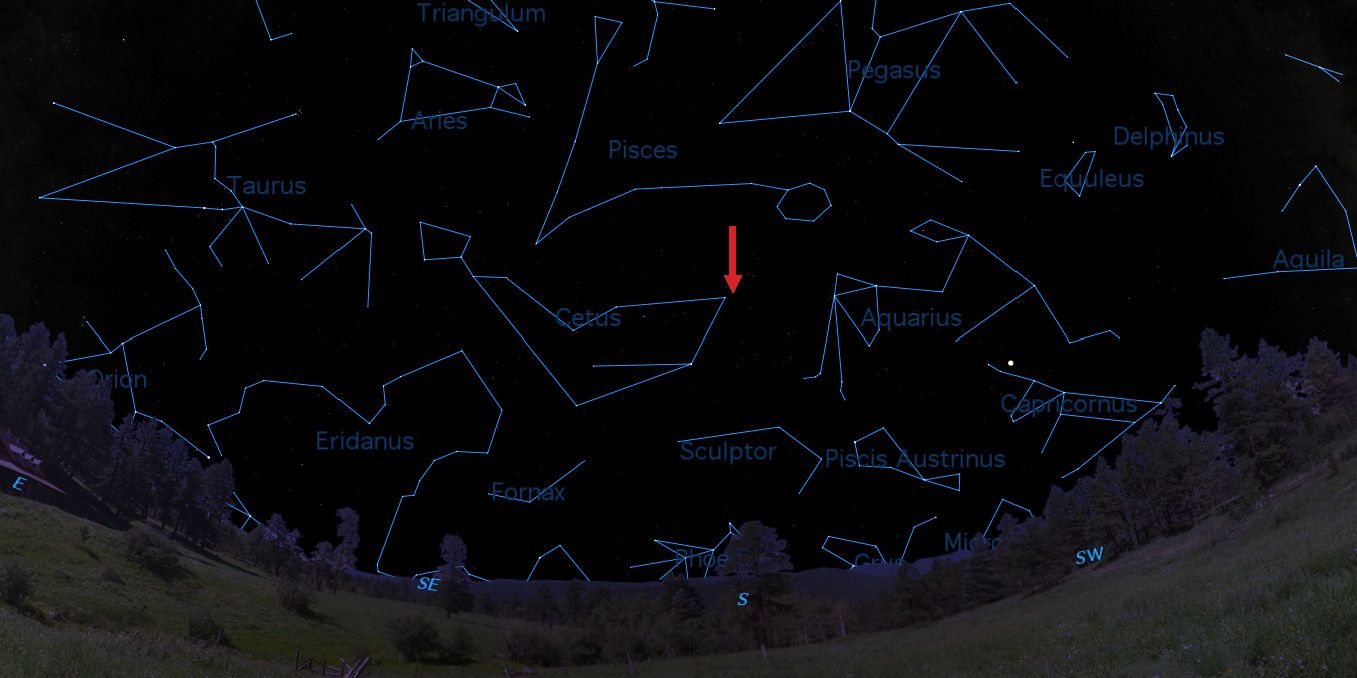 Triangulum
Pegasus
Aries
Delphinus
Pisces
Equuleus
Taurus
Aquila
Cetus
Aquarius
Orion
Capricornus
Eridanus
Sculptor
Piscis Austrinus
Fornax
E
Phoe
Grus
Micro
SE
S
SW